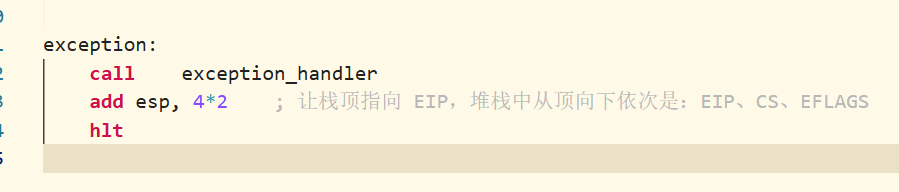 exception:
call    exception_handler
add esp, 4*2    ; 让栈顶指向 EIP，堆栈中从顶向下依次是：EIP、CS、EFLAGS
hlt